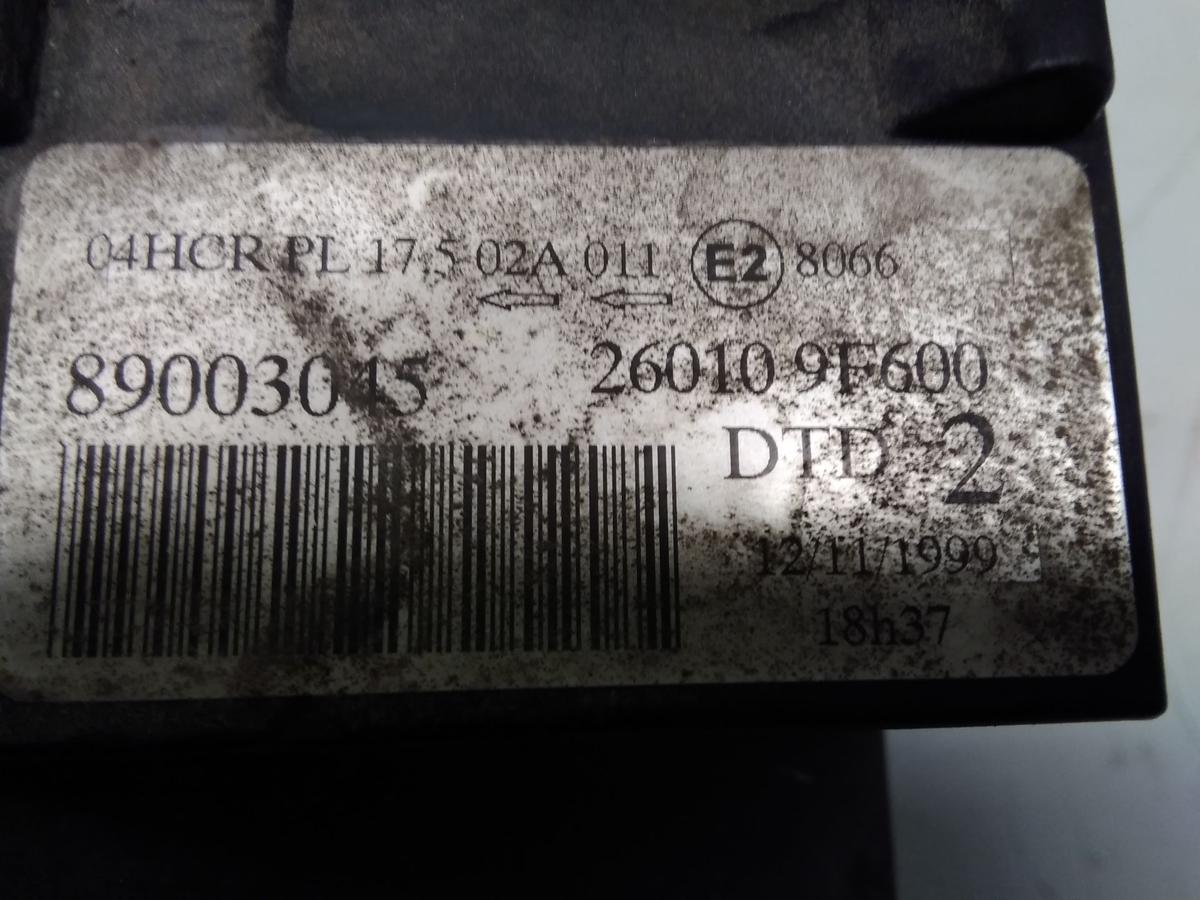 04HCR PL 17.5 02A 011 E2 8066
89003045 26010 9F600
DTD 2
12/11/1999
18h37